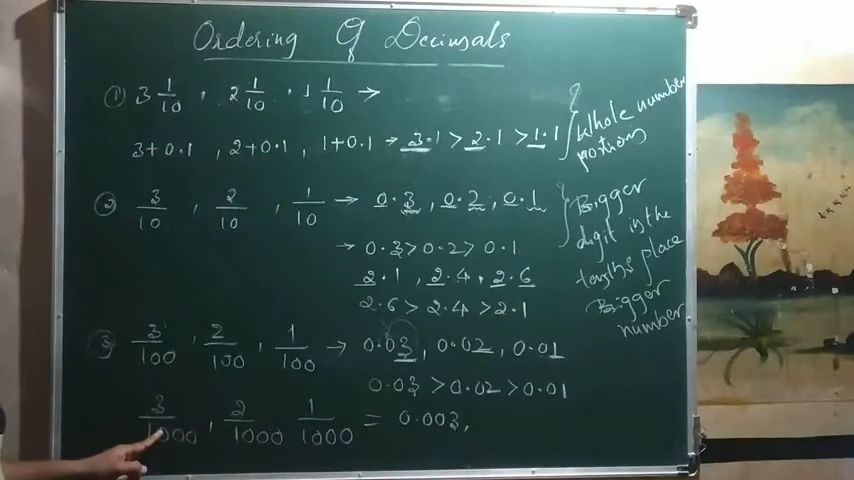 Ordering Of Decimals
① 3 1/10 , 2 1/10 , 1 1/10 →
3+0.1 , 2+0.1 , 1+0.1 → 3.1 > 2.1 > 1.1
Whole number
portions
② 3/10 , 2/10 , 1/10 → 0.3 , 0.2 , 0.1
→ 0.3 > 0.2 > 0.1
2.1 , 2.4 , 2.6
2.6 > 2.4 > 2.1
Bigger
digit in the
tenths place
Bigger
number
③ 3/100 , 2/100 , 1/100 → 0.03 , 0.02 , 0.01
0.03 > 0.02 > 0.01
3/1000 , 2/1000 1/1000 = 0.003,